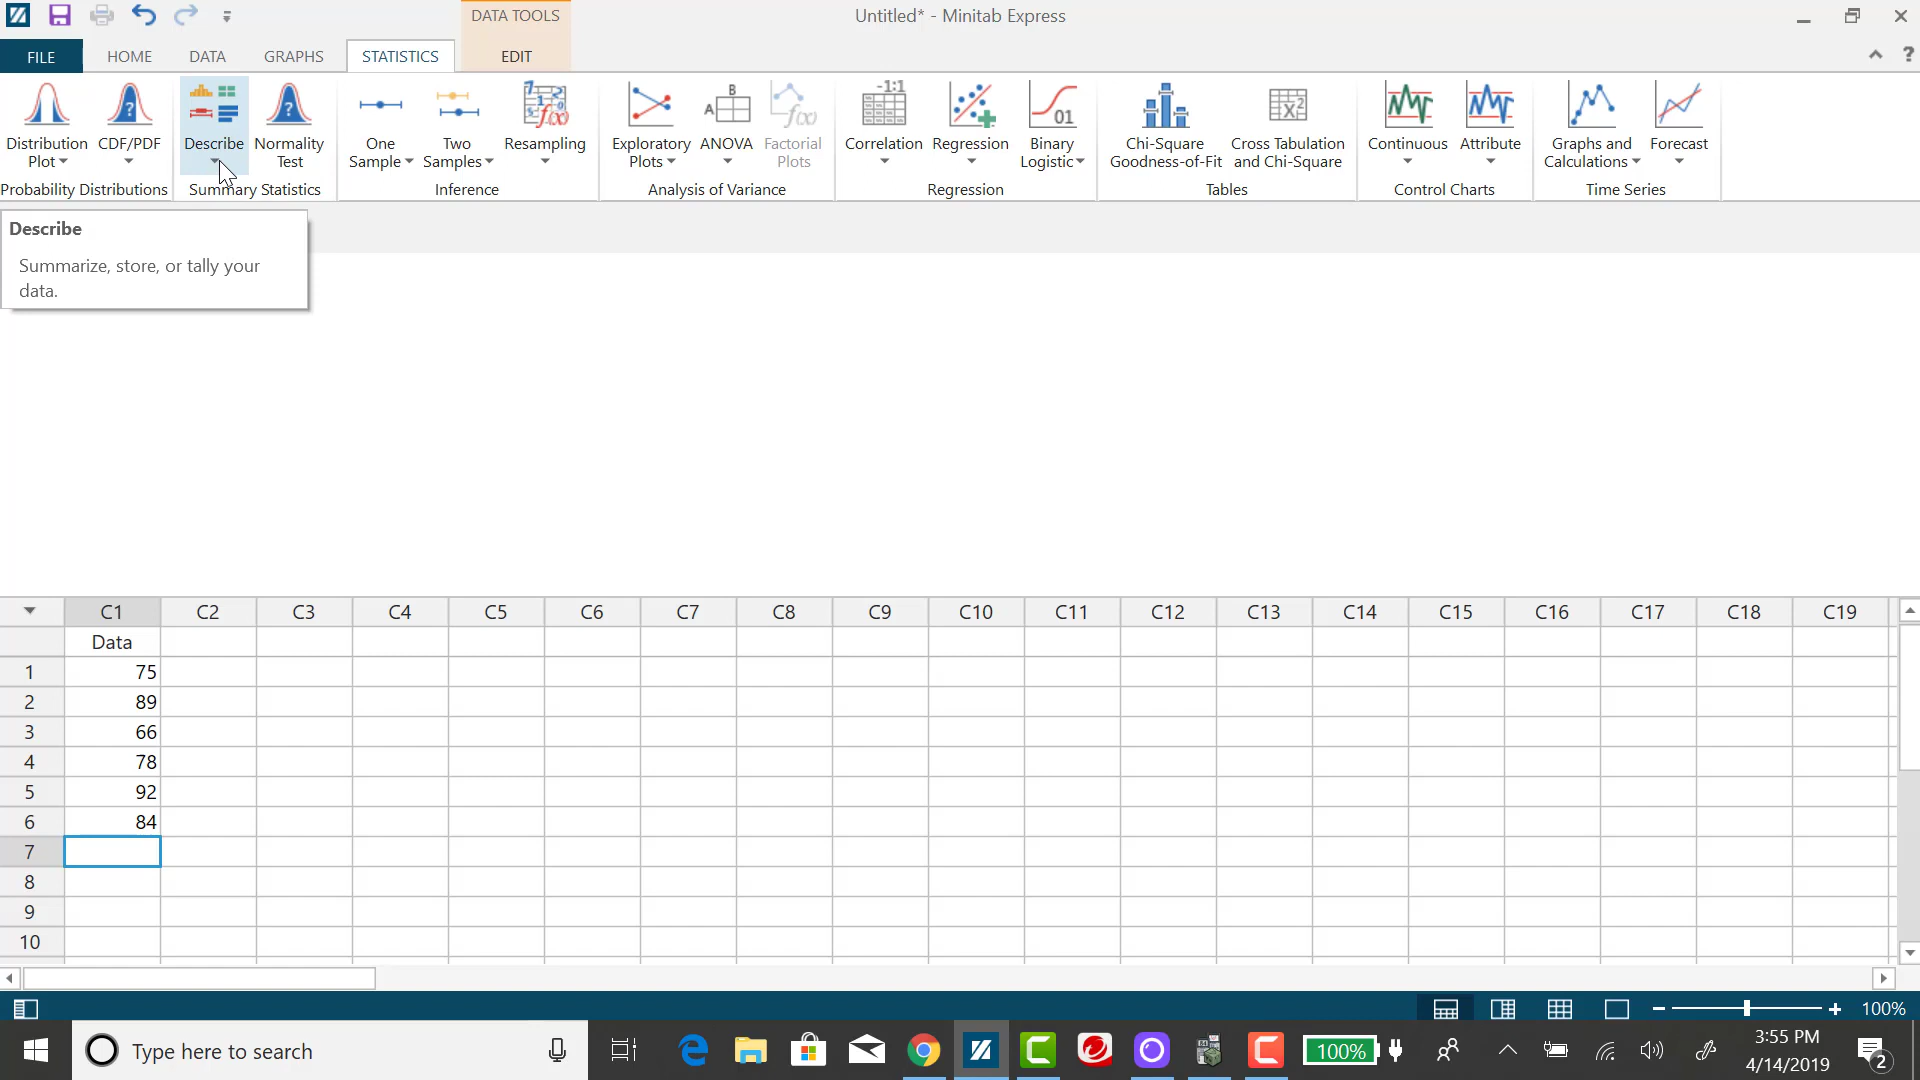 DATA TOOLS
Untitled* - Minitab Express
FILE
HOME
DATA
GRAPHS
STATISTICS
EDIT
?
Distribution
Plot
CDF/PDF
Describe
Normality
Test
One
Sample
Two
Samples
Resampling
Exploratory
Plots
ANOVA
Factorial
Plots
Correlation
Regression
Binary
Logistic
Chi-Square
Goodness-of-Fit
Cross Tabulation
and Chi-Square
Continuous
Attribute
Graphs and
Calculations
Forecast
Probability Distributions
Summary Statistics
Inference
Analysis of Variance
Regression
Tables
Control Charts
Time Series
Describe
Summarize, store, or tally your
data.
C1 C2 C3 C4 C5 C6 C7 C8 C9 C10 C11 C12 C13 C14 C15 C16 C17 C18 C19
Data
1 75
2 89
3 66
4 78
5 92
6 84
7
8
9
10
100%
Type here to search
100%
3:55 PM
4/14/2019
2